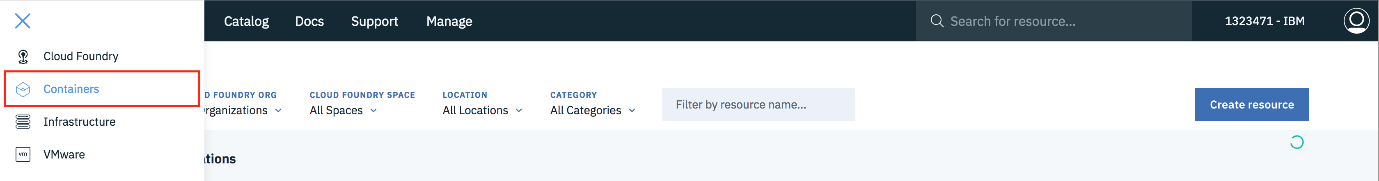 Catalog Docs Support Manage Search for resource... 1323471 - IBM
Cloud Foundry
Containers
Infrastructure
vm VMware
D FOUNDRY ORG CLOUD FOUNDRY SPACE LOCATION CATEGORY
rganizations All Spaces All Locations All Categories Filter by resource name... Create resource
ations